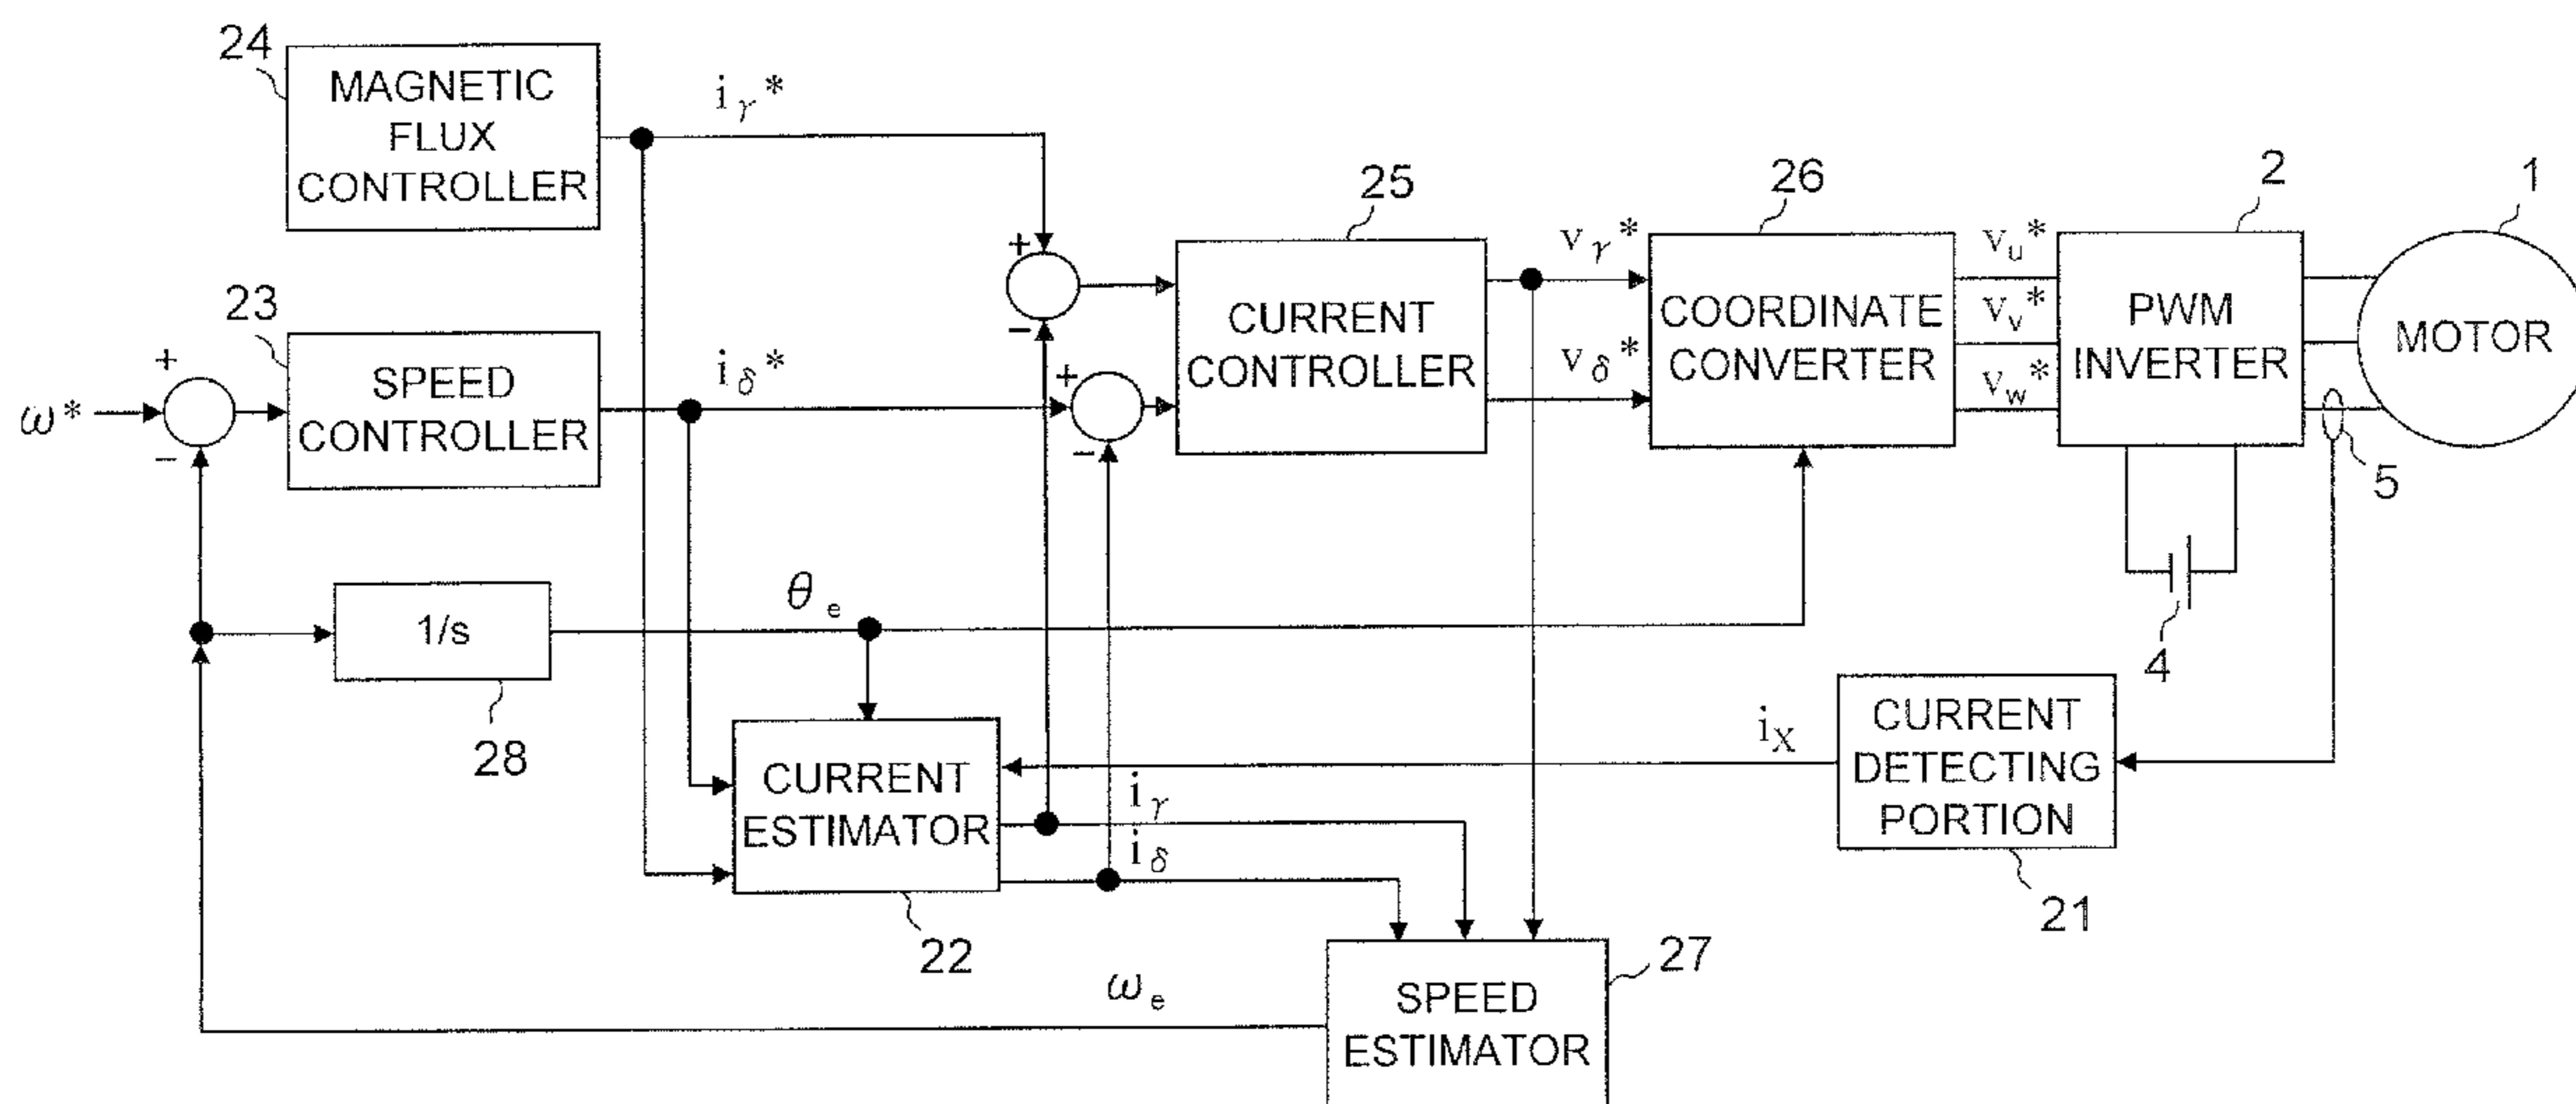 24
MAGNETIC
FLUX
CONTROLLER
iγ*
23
SPEED
CONTROLLER
ω*
+
−
iδ*
+
−
+
−
25
CURRENT
CONTROLLER
vγ*
vδ*
26
COORDINATE
CONVERTER
vu*
vv*
vw*
2
PWM
INVERTER
1
MOTOR
5
4
1/s
28
θe
CURRENT
ESTIMATOR
22
iX
iγ
iδ
CURRENT
DETECTING
PORTION
21
ωe
SPEED
ESTIMATOR
27